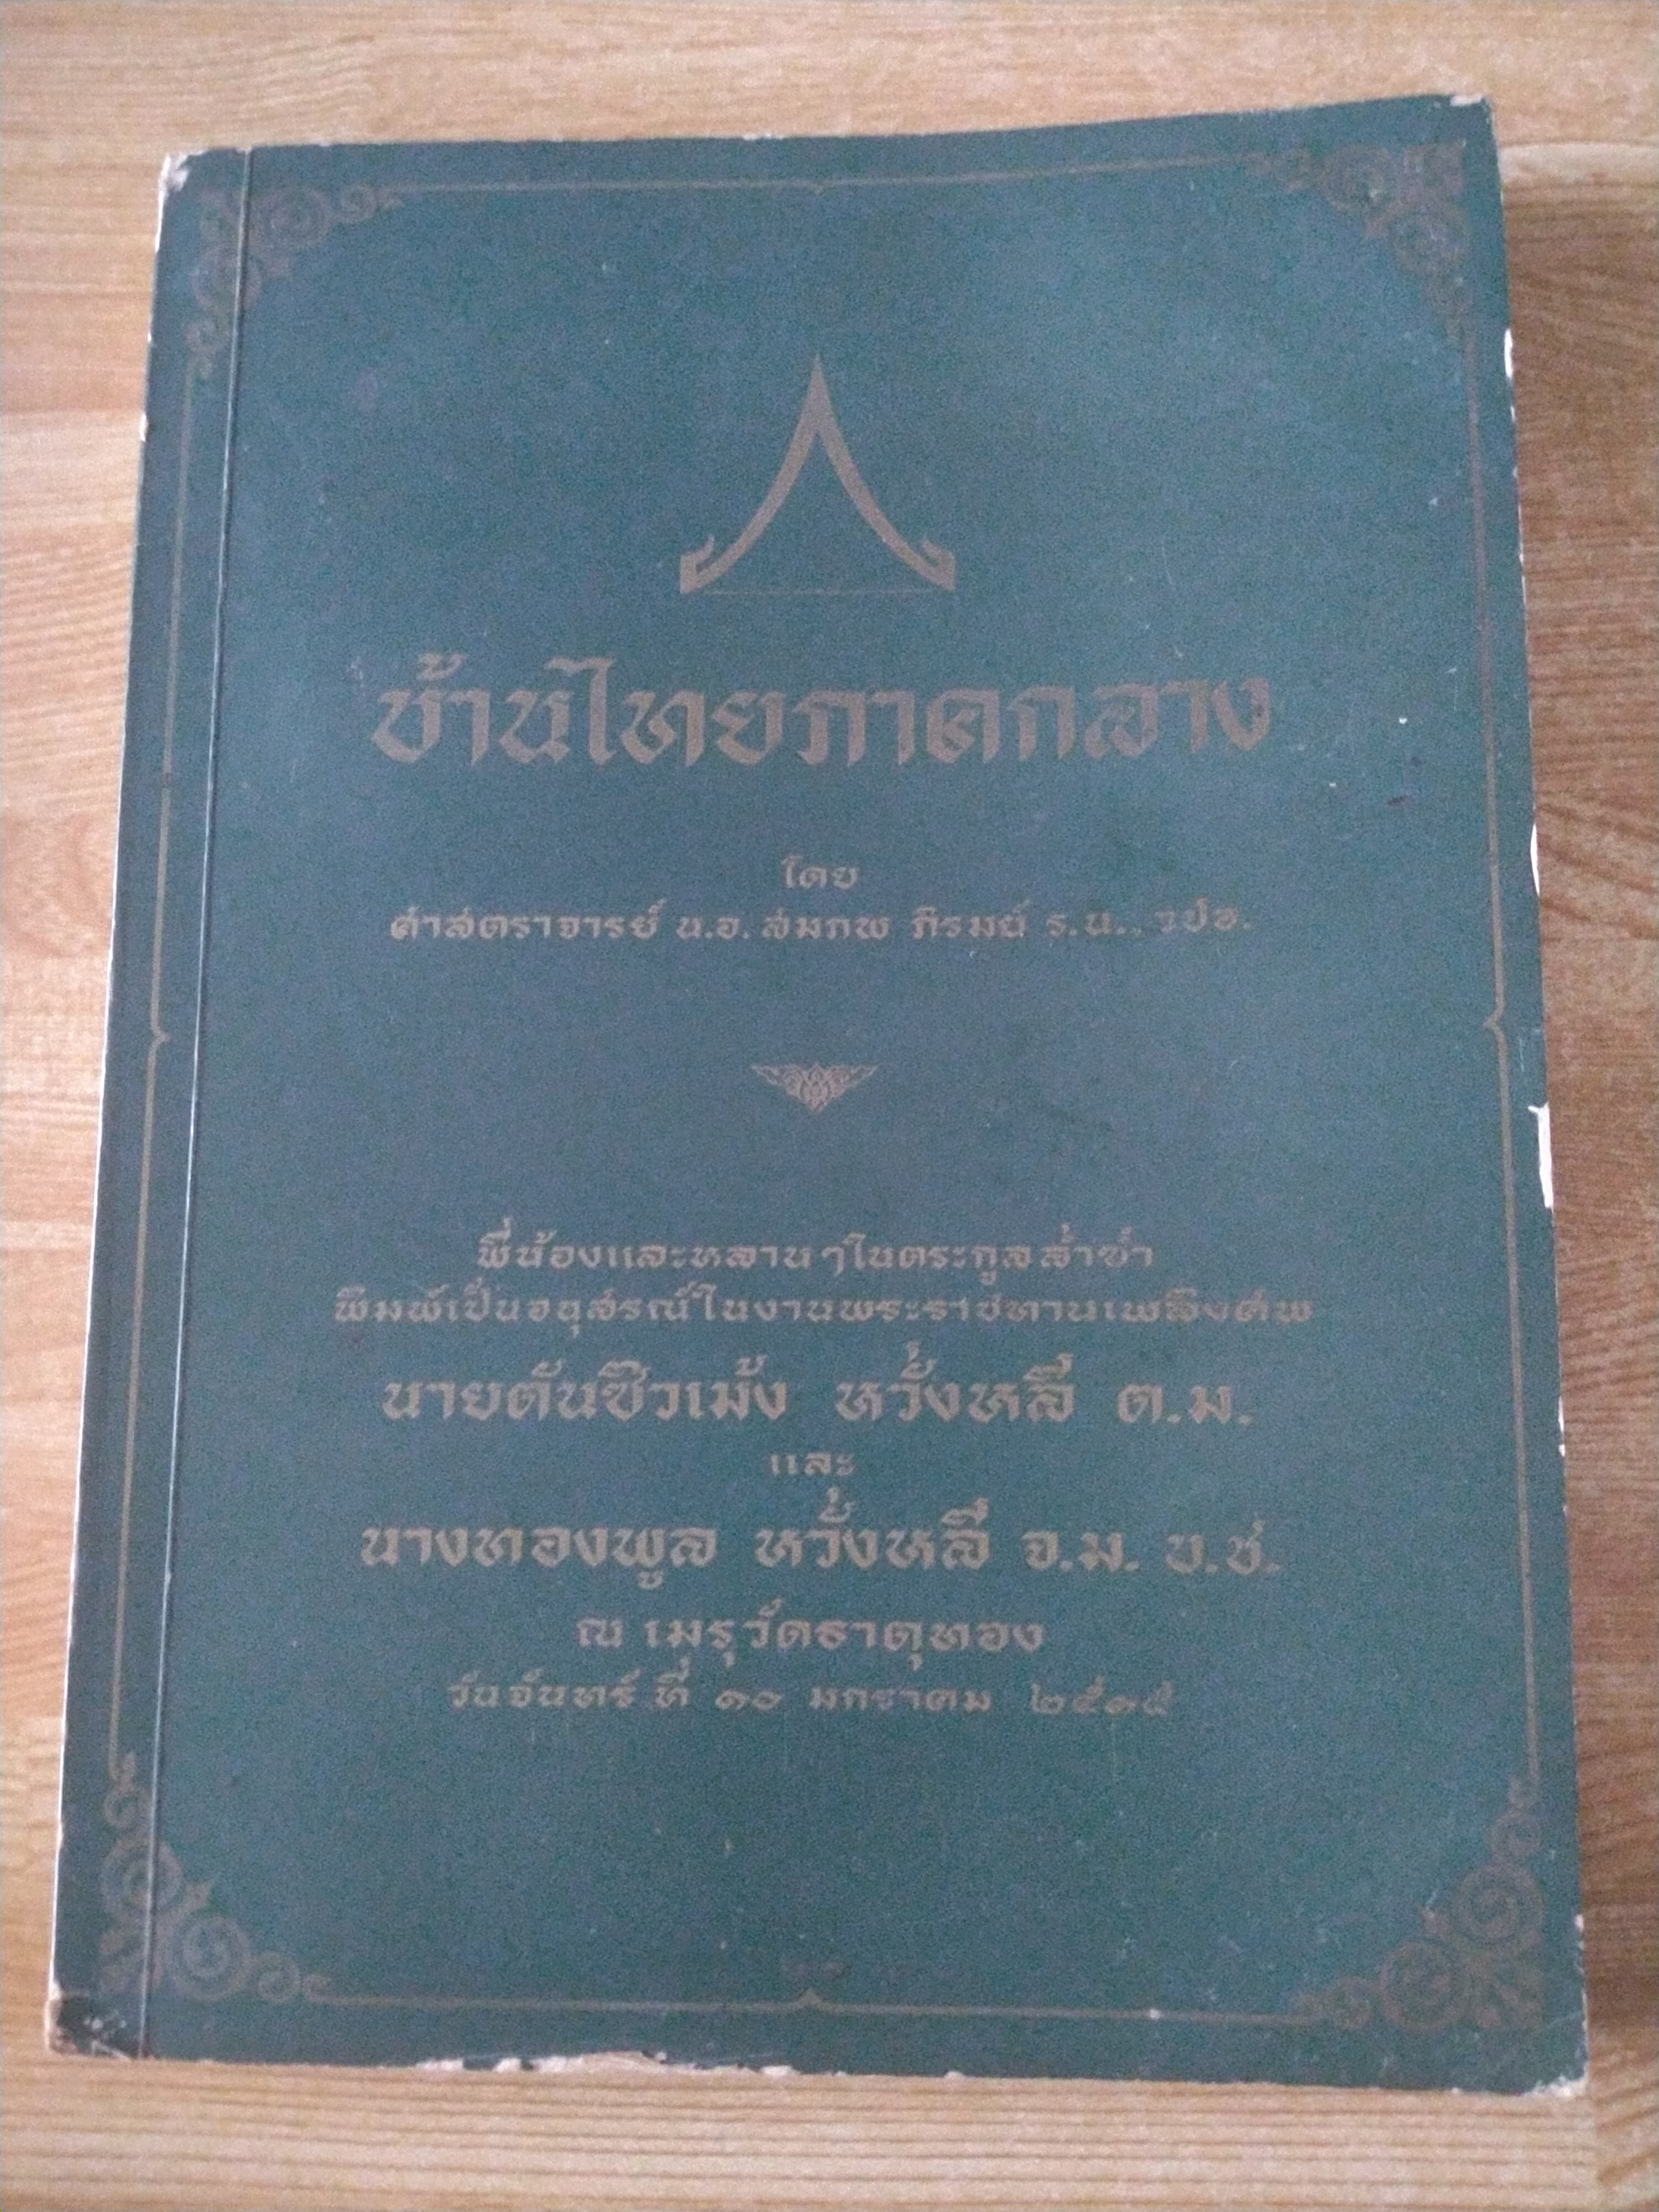 บ้านไทยภาคกลาง
โดย
ศาสตราจารย์ น.อ. สมภพ ภิรมย์ ร.น., วปอ.
พี่น้องและหลาน ๆ ในตระกูลล่ำซำ
พิมพ์เป็นอนุสรณ์ในงานพระราชทานเพลิงศพ
นายตันซิวเม้ง หวั่งหลี ต.ม.
และ
นางทองพูล หวั่งหลี จ.ม. บ.ช.
ณ เมรุวัดธาตุทอง
วันจันทร์ ที่ ๑๐ มกราคม ๒๕๑๕